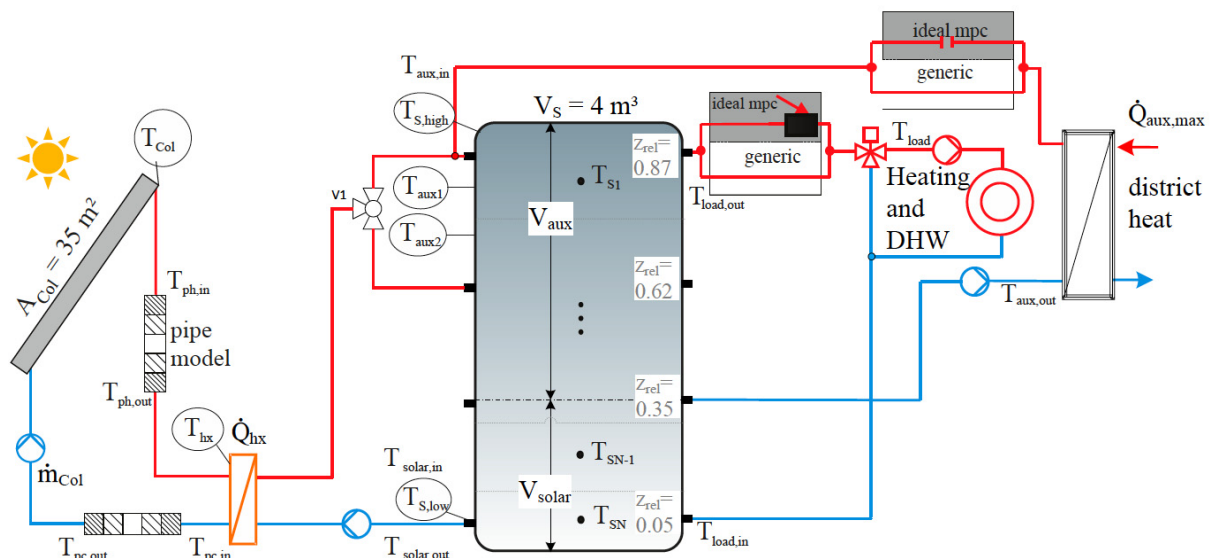 ideal mpc
generic
T_aux,in
T_S,high
V_S = 4 m³
ideal mpc
generic
Q̇_aux,max
T_Col
z_rel=
0.87
T_load
T_S1
T_load,out
Heating
and
DHW
district
heat
V1
T_aux1
V_aux
T_aux2
A_Col = 35 m²
T_ph,in
z_rel=
0.62
T_aux,out
pipe
model
T_ph,out
z_rel=
0.35
T_hx
Q̇_hx
ṁ_Col
T_solar,in
T_SN-1
T_S,low
V_solar
z_rel=
0.05
T_SN
T_load,in
T_pc,out
T_pc,in
T_solar,out